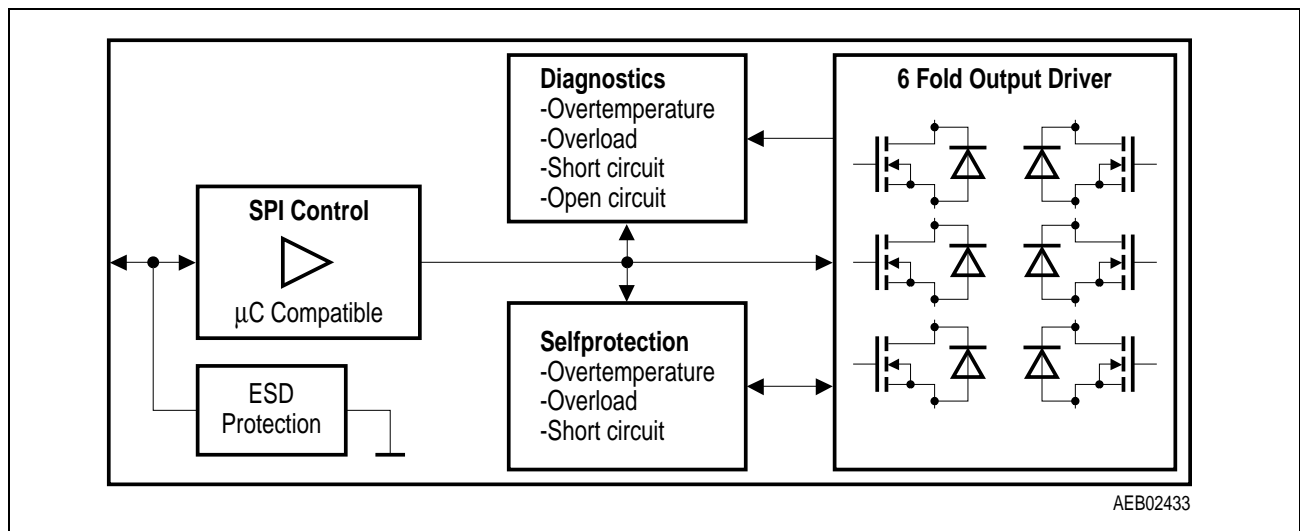 Diagnostics
-Overtemperature
-Overload
-Short circuit
-Open circuit
6 Fold Output Driver
SPI Control
μC Compatible
Selfprotection
-Overtemperature
-Overload
-Short circuit
ESD
Protection
AEB02433